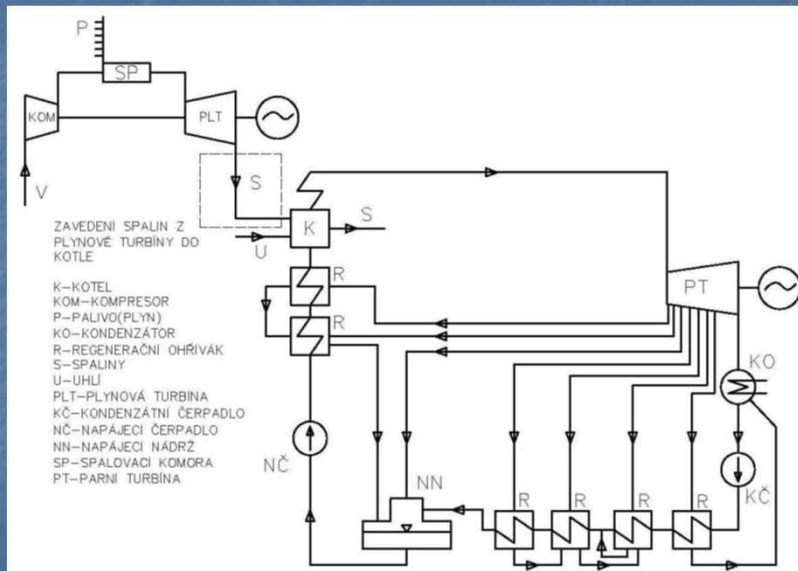 P
SP
KOM
PLT
V
S
ZAVEDENÍ SPALIN Z
PLYNOVÉ TURBÍNY DO
KOTLE
K
S
U
K-KOTEL
KOM-KOMPRESOR
P-PALIVO(PLYN)
KO-KONDENZÁTOR
R-REGENERAČNÍ OHŘÍVÁK
S-SPALINY
U-UHLÍ
PLT-PLYNOVÁ TURBÍNA
KČ-KONDENZÁTNÍ ČERPADLO
NČ-NAPÁJECÍ ČERPADLO
NN-NAPÁJECÍ NÁDRŽ
SP-SPALOVACÍ KOMORA
PT-PARNÍ TURBÍNA
R
R
PT
KO
NČ
NN
KČ
R
R
R
R